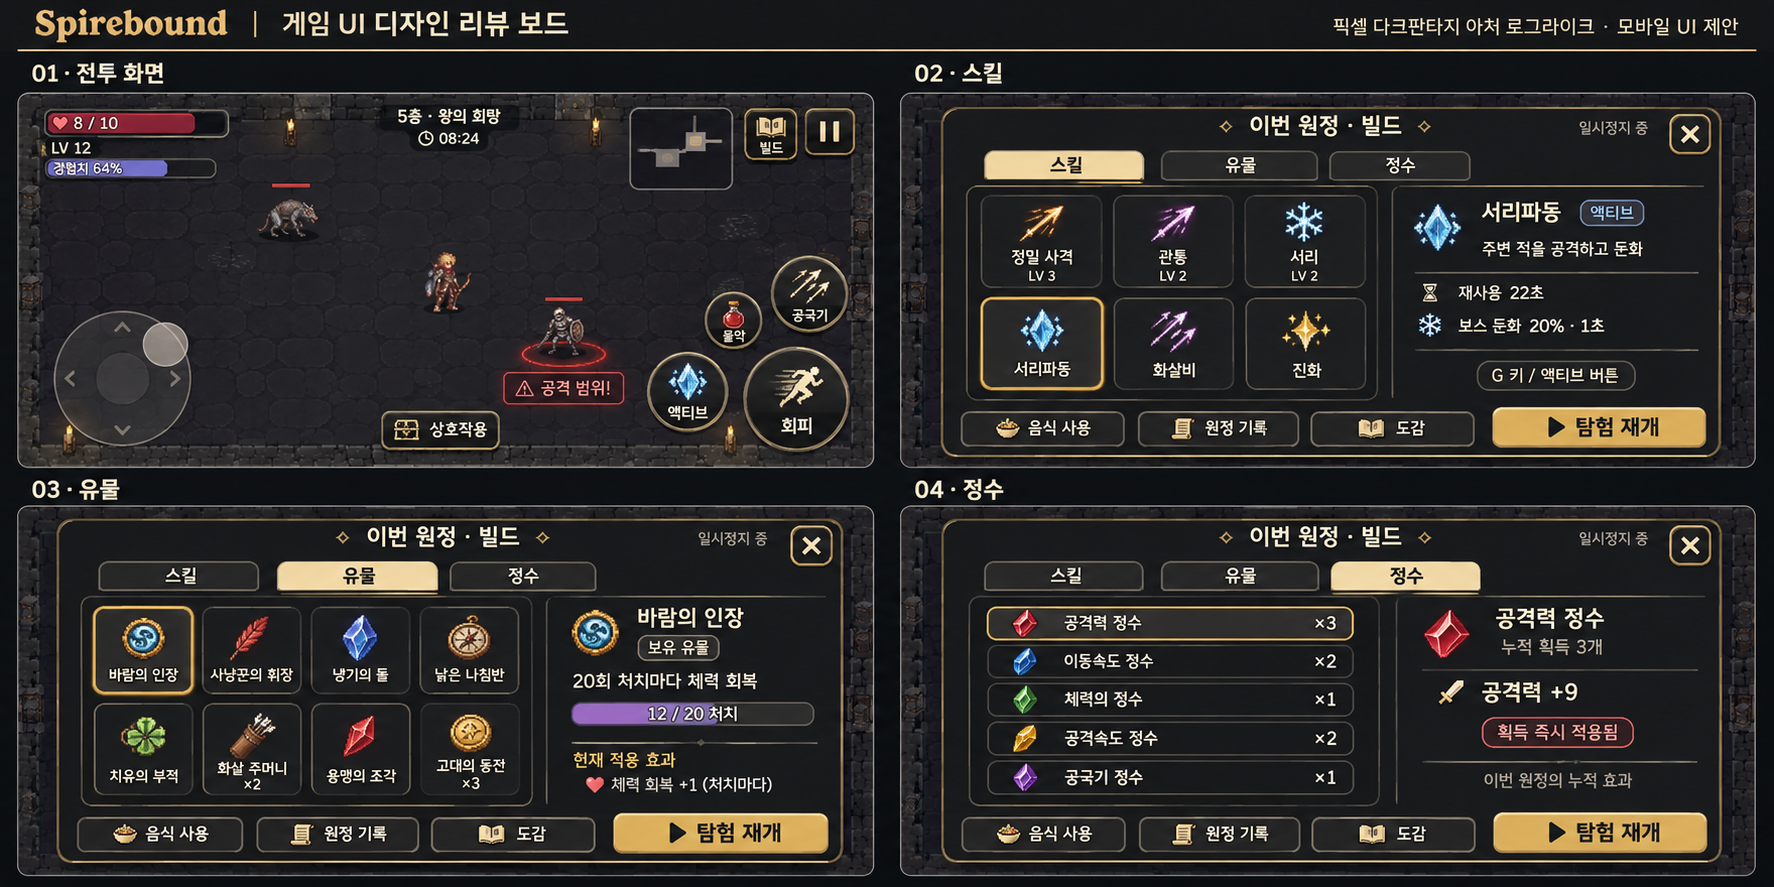 Spirebound | 게임 UI 디자인 리뷰 보드
픽셀 다크판타지 아처 로그라이크 · 모바일 UI 제안
01 · 전투 화면
8 / 10
LV 12
경험치 64%
5층 · 왕의 회랑
08:24
빌드
공국기
물약
액티브
회피
공격 범위!
상호작용
02 · 스킬
이번 원정 · 빌드
일시정지 중
스킬
유물
정수
정밀 사격
LV 3
관통
LV 2
서리
LV 2
서리파동
화살비
진화
서리파동 액티브
주변 적을 공격하고 둔화
재사용 22초
보스 둔화 20% · 1초
G 키 / 액티브 버튼
음식 사용
원정 기록
도감
탐험 재개
03 · 유물
이번 원정 · 빌드
일시정지 중
스킬
유물
정수
바람의 인장
사냥꾼의 휘장
냉기의 돌
낡은 나침반
치유의 부적
화살 주머니
×2
용맹의 조각
고대의 동전
×3
바람의 인장
보유 유물
20회 처치마다 체력 회복
12 / 20 처치
현재 적용 효과
체력 회복 +1 (처치마다)
음식 사용
원정 기록
도감
탐험 재개
04 · 정수
이번 원정 · 빌드
일시정지 중
스킬
유물
정수
공격력 정수 ×3
이동속도 정수 ×2
체력의 정수 ×1
공격속도 정수 ×2
공국기 정수 ×1
공격력 정수
누적 획득 3개
공격력 +9
획득 즉시 적용됨
이번 원정의 누적 효과
음식 사용
원정 기록
도감
탐험 재개